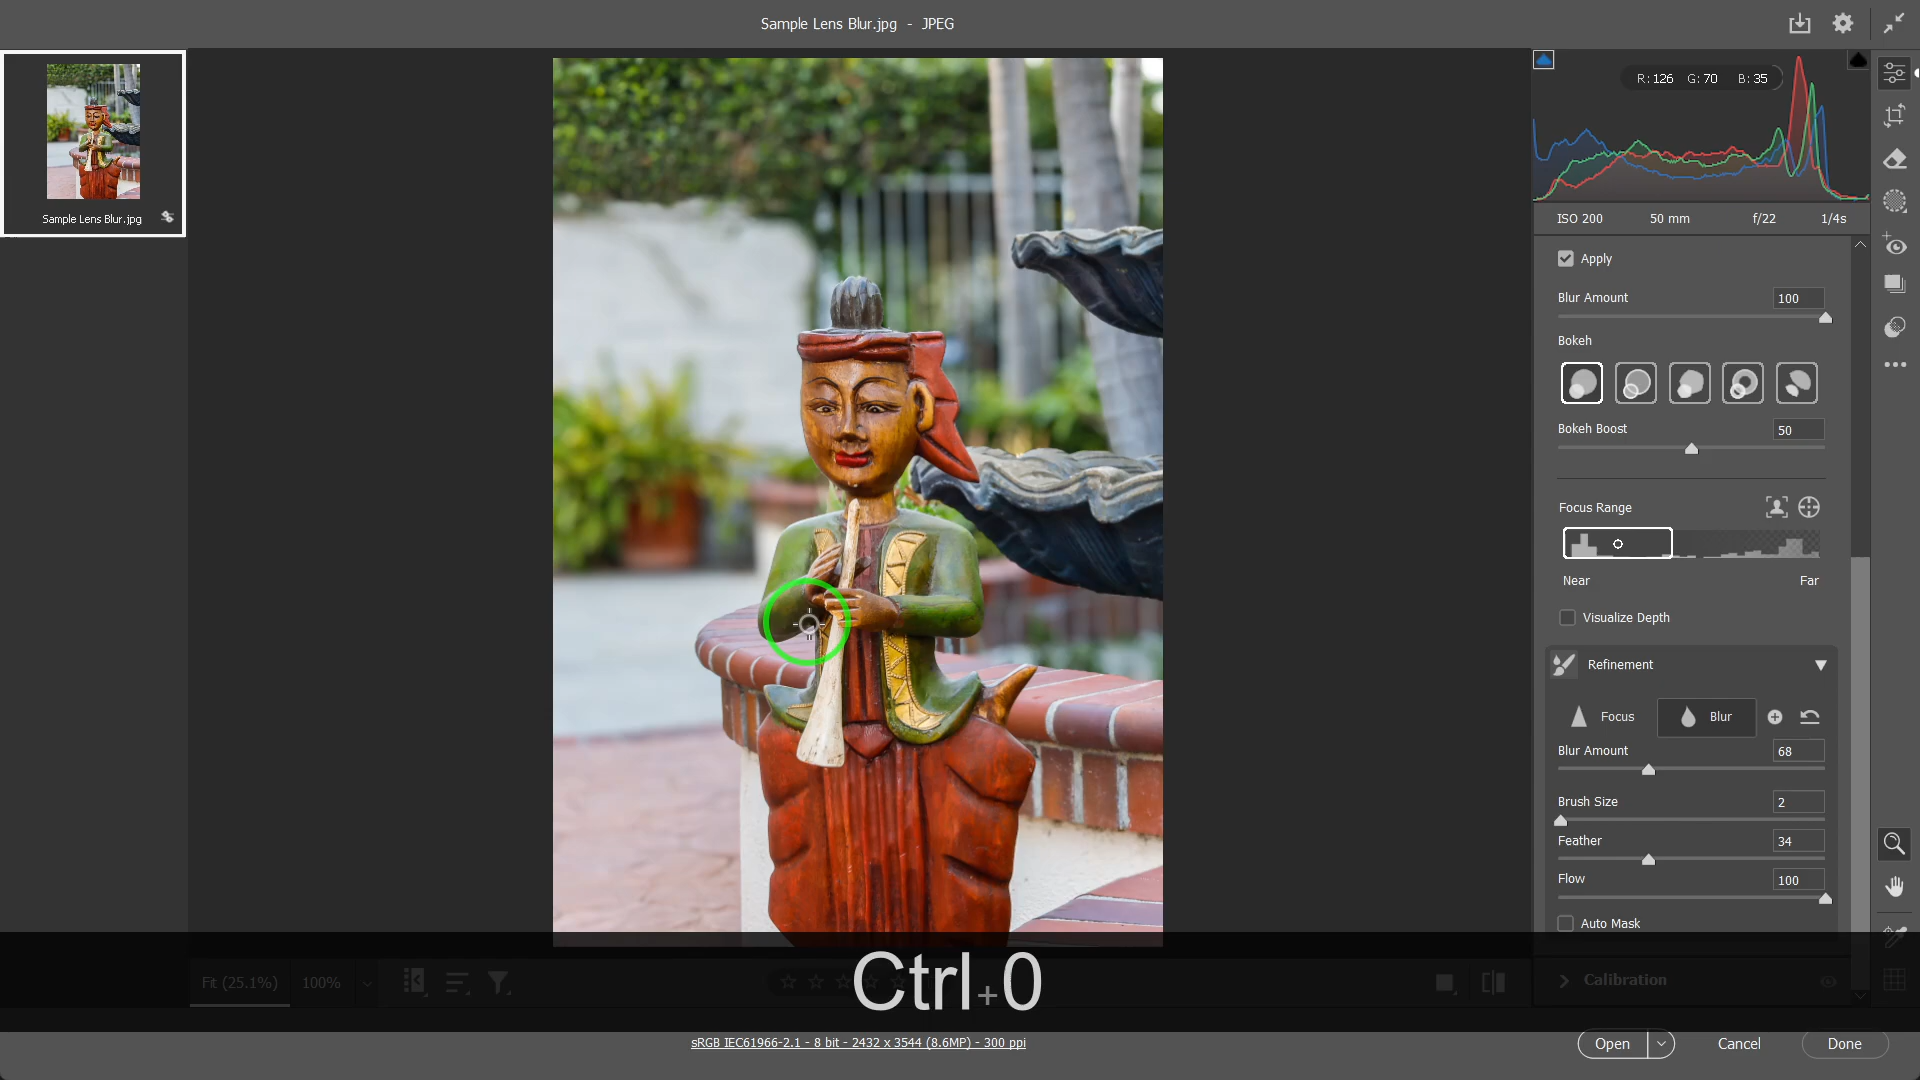 Sample Lens Blur.jpg - JPEG
Sample Lens Blur.jpg
R: 126 G: 70 B: 35
ISO 200 50 mm f/22 1/4s
Apply
Blur Amount 100
Bokeh
Bokeh Boost 50
Focus Range
Near Far
Visualize Depth
Refinement
Focus Blur
Blur Amount 68
Brush Size 2
Feather 34
Flow 100
Auto Mask
Calibration
Fit (25.1%) 100%
Ctrl+0
sRGB IEC61966-2.1 - 8 bit - 2432 x 3544 (8.6MP) - 300 ppi
Open Cancel Done